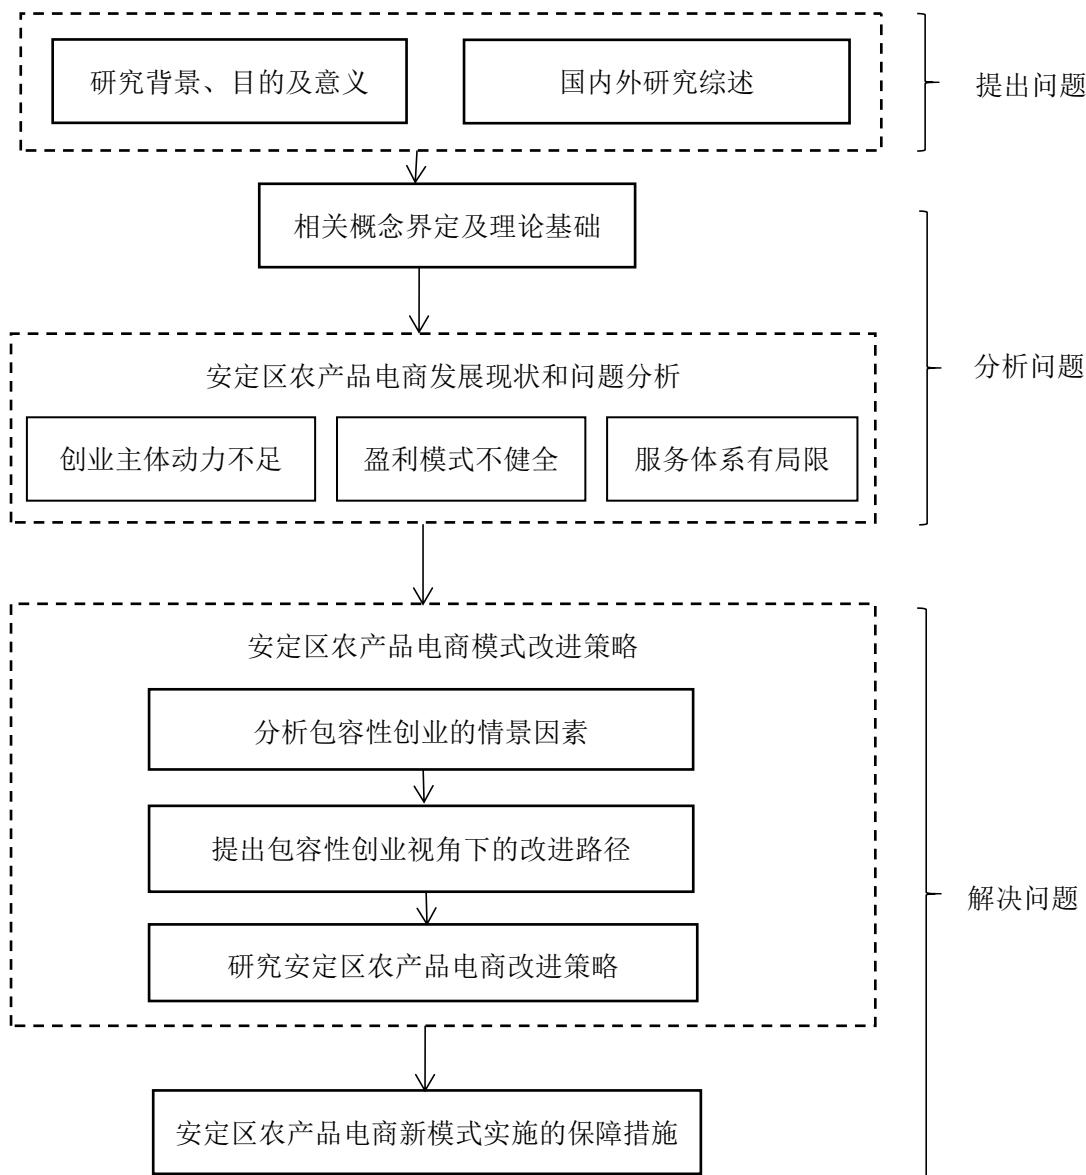 研究背景、目的及意义
国内外研究综述
提出问题
相关概念界定及理论基础
安定区农产品电商发展现状和问题分析
分析问题
创业主体动力不足
盈利模式不健全
服务体系有局限
安定区农产品电商模式改进策略
分析包容性创业的情景因素
提出包容性创业视角下的改进路径
解决问题
研究安定区农产品电商改进策略
安定区农产品电商新模式实施的保障措施